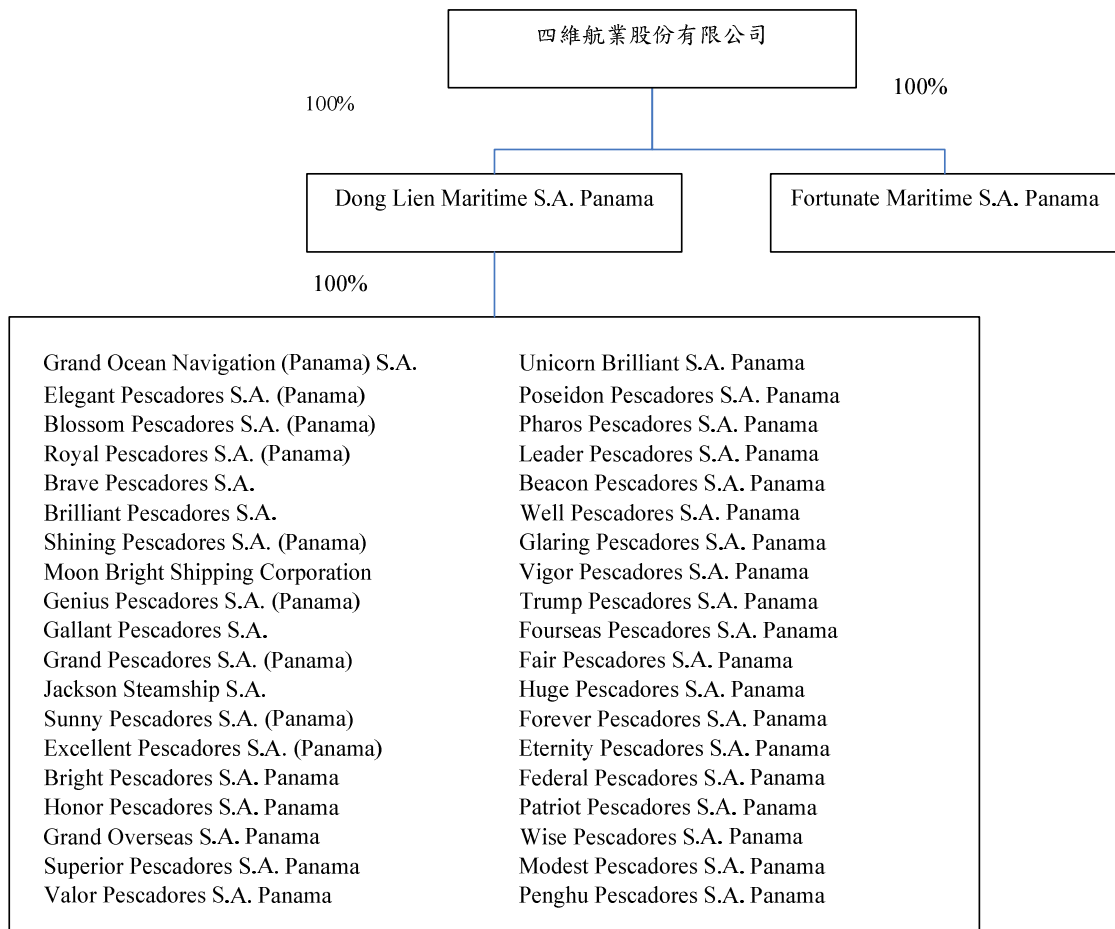 四維航業股份有限公司
100%
100%
Dong Lien Maritime S.A. Panama
Fortunate Maritime S.A. Panama
100%
Grand Ocean Navigation (Panama) S.A.
Elegant Pescadores S.A. (Panama)
Blossom Pescadores S.A. (Panama)
Royal Pescadores S.A. (Panama)
Brave Pescadores S.A.
Brilliant Pescadores S.A.
Shining Pescadores S.A. (Panama)
Moon Bright Shipping Corporation
Genius Pescadores S.A. (Panama)
Gallant Pescadores S.A.
Grand Pescadores S.A. (Panama)
Jackson Steamship S.A.
Sunny Pescadores S.A. (Panama)
Excellent Pescadores S.A. (Panama)
Bright Pescadores S.A. Panama
Honor Pescadores S.A. Panama
Grand Overseas S.A. Panama
Superior Pescadores S.A. Panama
Valor Pescadores S.A. Panama
Unicorn Brilliant S.A. Panama
Poseidon Pescadores S.A. Panama
Pharos Pescadores S.A. Panama
Leader Pescadores S.A. Panama
Beacon Pescadores S.A. Panama
Well Pescadores S.A. Panama
Glaring Pescadores S.A. Panama
Vigor Pescadores S.A. Panama
Trump Pescadores S.A. Panama
Fourseas Pescadores S.A. Panama
Fair Pescadores S.A. Panama
Huge Pescadores S.A. Panama
Forever Pescadores S.A. Panama
Eternity Pescadores S.A. Panama
Federal Pescadores S.A. Panama
Patriot Pescadores S.A. Panama
Wise Pescadores S.A. Panama
Modest Pescadores S.A. Panama
Penghu Pescadores S.A. Panama